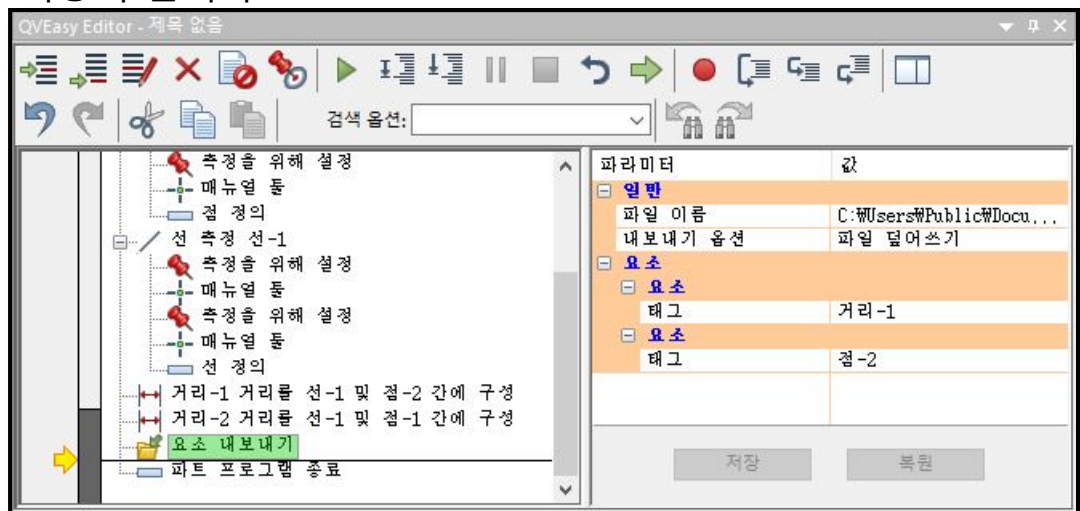 QVEasy Editor - 제목 없음
검색 옵션:
측정을 위해 설정
매뉴얼 툴
점 정의
선 측정 선-1
측정을 위해 설정
매뉴얼 툴
측정을 위해 설정
매뉴얼 툴
선 정의
거리-1 거리를 선-1 및 점-2 간에 구성
거리-2 거리를 선-1 및 점-1 간에 구성
요소 내보내기
파트 프로그램 종료
파라미터 값
일반
파일 이름 C:₩Users₩Public₩Docu...
내보내기 옵션 파일 덮어쓰기
요소
요소
태그 거리-1
요소
태그 점-2
저장 복원